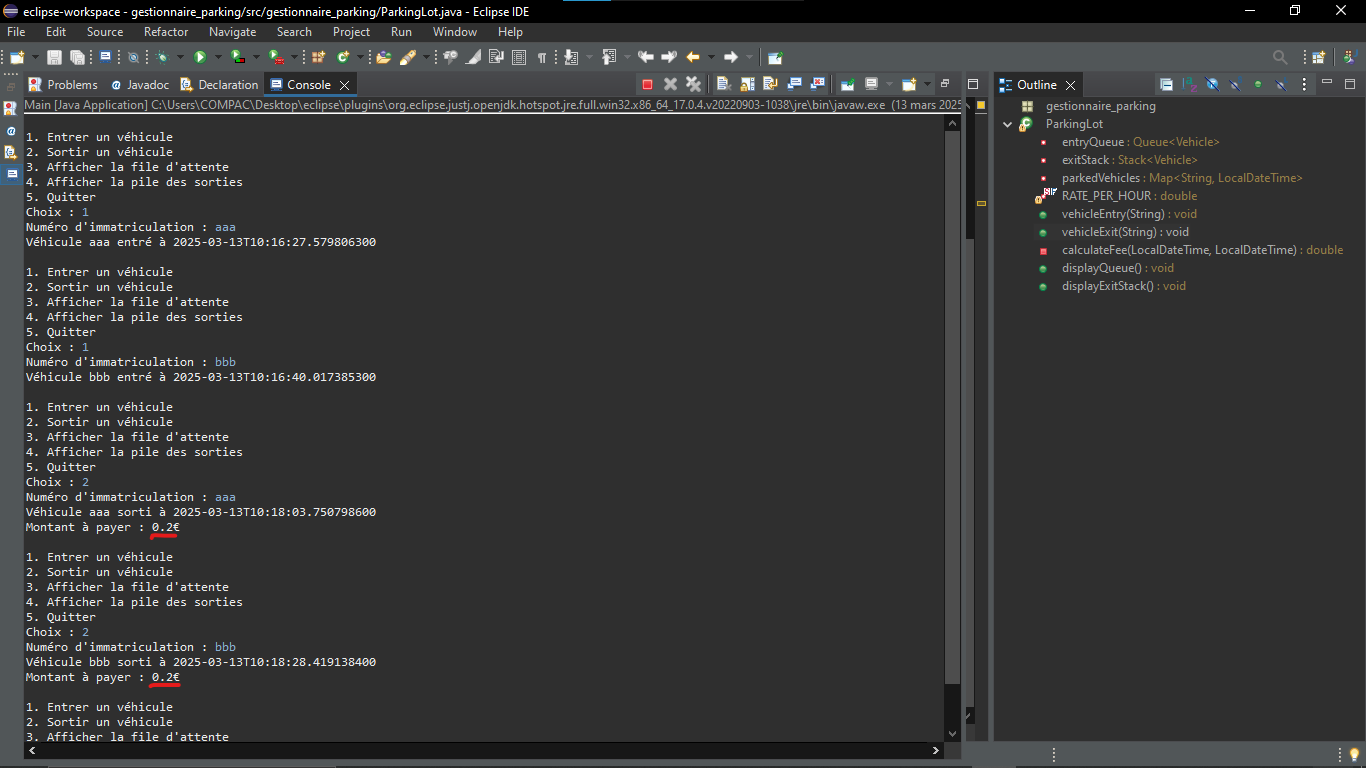 eclipse-workspace - gestionnaire_parking/src/gestionnaire_parking/ParkingLot.java - Eclipse IDE
File Edit Source Refactor Navigate Search Project Run Window Help
Problems Javadoc Declaration Console
Main [Java Application] C:\Users\COMPAC\Desktop\eclipse\plugins\org.eclipse.justj.openjdk.hotspot.jre.full.win32.x86_64_17.0.4.v20220903-1038\jre\bin\javaw.exe (13 mars 2025
1. Entrer un véhicule
2. Sortir un véhicule
3. Afficher la file d'attente
4. Afficher la pile des sorties
5. Quitter
Choix : 1
Numéro d'immatriculation : aaa
Véhicule aaa entré à 2025-03-13T10:16:27.579806300
1. Entrer un véhicule
2. Sortir un véhicule
3. Afficher la file d'attente
4. Afficher la pile des sorties
5. Quitter
Choix : 1
Numéro d'immatriculation : bbb
Véhicule bbb entré à 2025-03-13T10:16:40.017385300
1. Entrer un véhicule
2. Sortir un véhicule
3. Afficher la file d'attente
4. Afficher la pile des sorties
5. Quitter
Choix : 2
Numéro d'immatriculation : aaa
Véhicule aaa sorti à 2025-03-13T10:18:03.750798600
Montant à payer : 0.2€
1. Entrer un véhicule
2. Sortir un véhicule
3. Afficher la file d'attente
4. Afficher la pile des sorties
5. Quitter
Choix : 2
Numéro d'immatriculation : bbb
Véhicule bbb sorti à 2025-03-13T10:18:28.419138400
Montant à payer : 0.2€
1. Entrer un véhicule
2. Sortir un véhicule
3. Afficher la file d'attente
Outline
gestionnaire_parking
ParkingLot
entryQueue : Queue<Vehicle>
exitStack : Stack<Vehicle>
parkedVehicles : Map<String, LocalDateTime>
RATE_PER_HOUR : double
vehicleEntry(String) : void
vehicleExit(String) : void
calculateFee(LocalDateTime, LocalDateTime) : double
displayQueue() : void
displayExitStack() : void